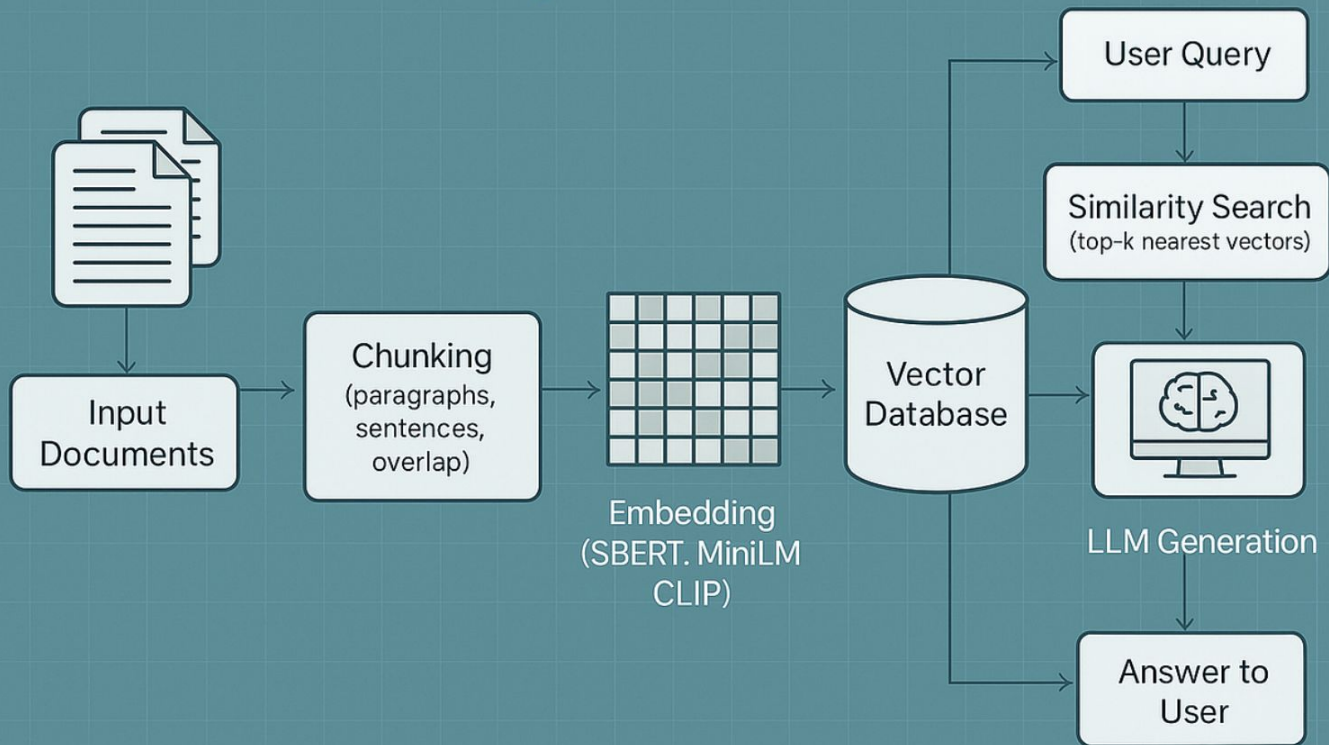 Input
Documents
Chunking
(paragraphs,
sentences,
overlap)
Embedding
(SBERT. MiniLM
CLIP)
Vector
Database
User Query
Similarity Search
(top-k nearest vectors)
LLM Generation
Answer to
User